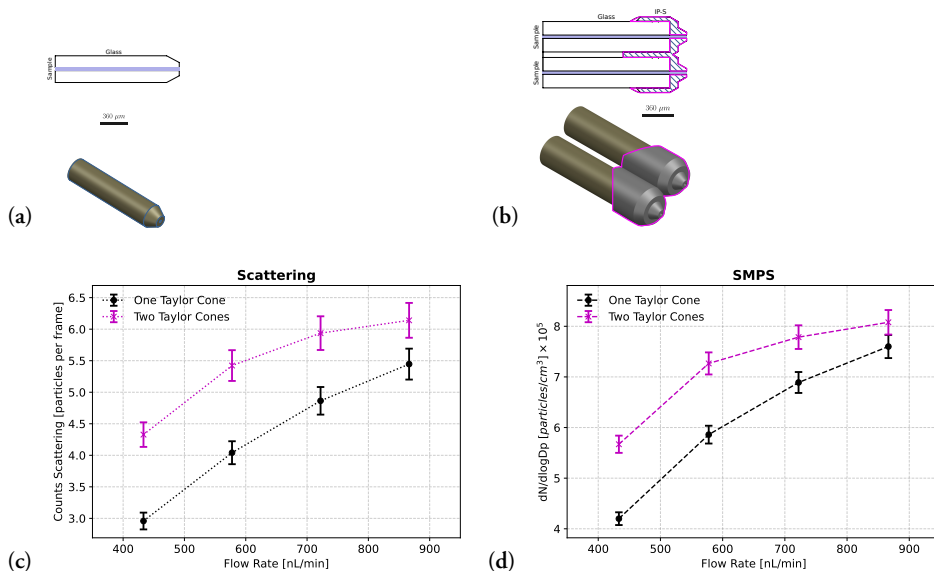 Glass
Sample
360 μm
(a)
Glass
IP-S
Sample
Sample
360 μm
(b)
Scattering
One Taylor Cone
Two Taylor Cones
Counts Scattering [particles per frame]
6.5
6.0
5.5
5.0
4.5
4.0
3.5
3.0
400
500
600
700
800
900
Flow Rate [nL/min]
(c)
SMPS
One Taylor Cone
Two Taylor Cones
dN/dlogDp [particles/cm³] × 10⁵
8
7
6
5
4
400
500
600
700
800
900
Flow Rate [nL/min]
(d)